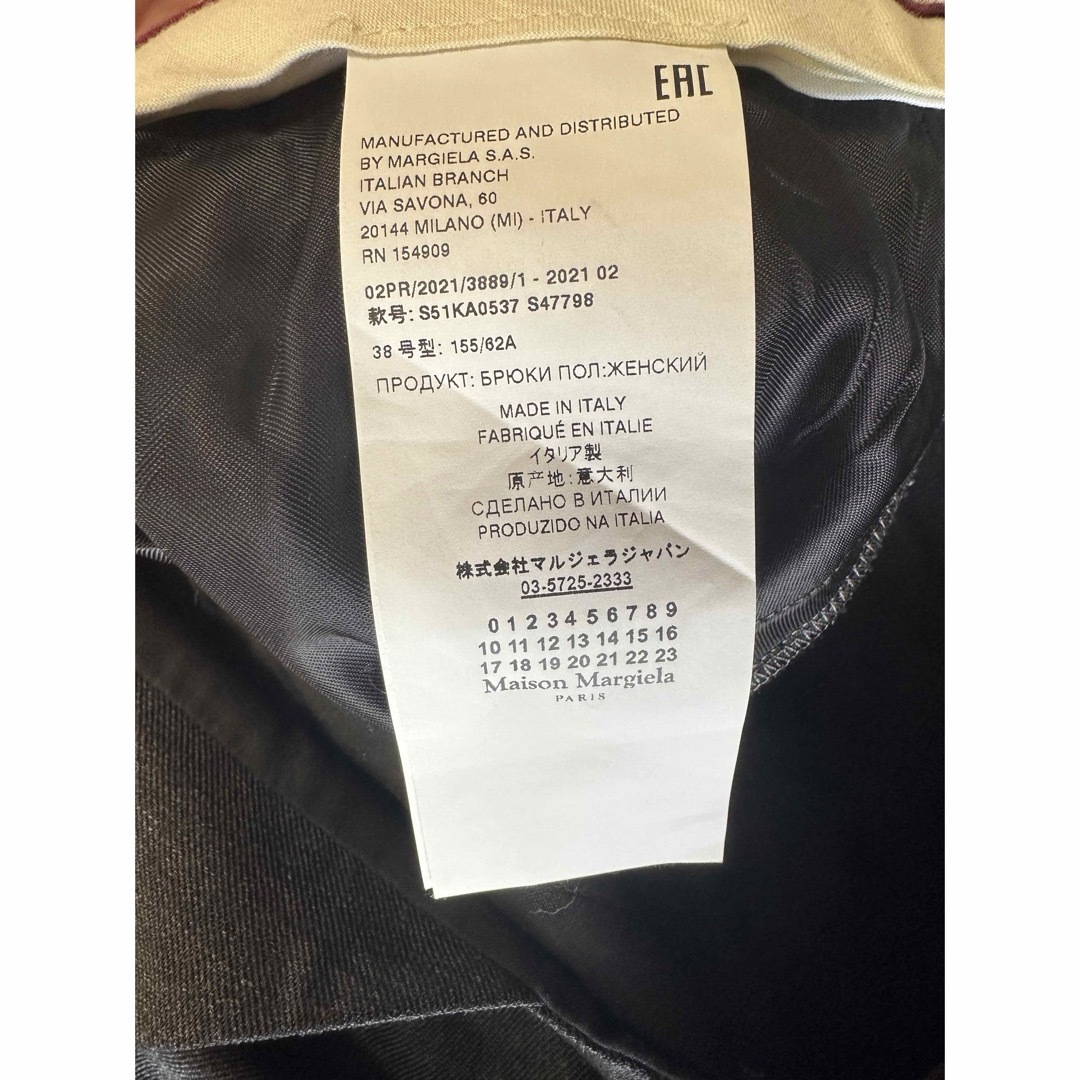 EAC
MANUFACTURED AND DISTRIBUTED
BY MARGIELA S.A.S.
ITALIAN BRANCH
VIA SAVONA, 60
20144 MILANO (MI) - ITALY
RN 154909
02PR/2021/3889/1 - 2021 02
款号: S51KA0537 S47798
38 号型: 155/62A
ПРОДУКТ: БРЮКИ ПОЛ:ЖЕНСКИЙ
MADE IN ITALY
FABRIQUÉ EN ITALIE
イタリア製
原产地:意大利
СДЕЛАНО В ИТАЛИИ
PRODUZIDO NA ITALIA
株式会社マルジェラジャパン
03-5725-2333
0 1 2 3 4 5 6 7 8 9
10 11 12 13 14 15 16
17 18 19 20 21 22 23
Maison Margiela
PARIS